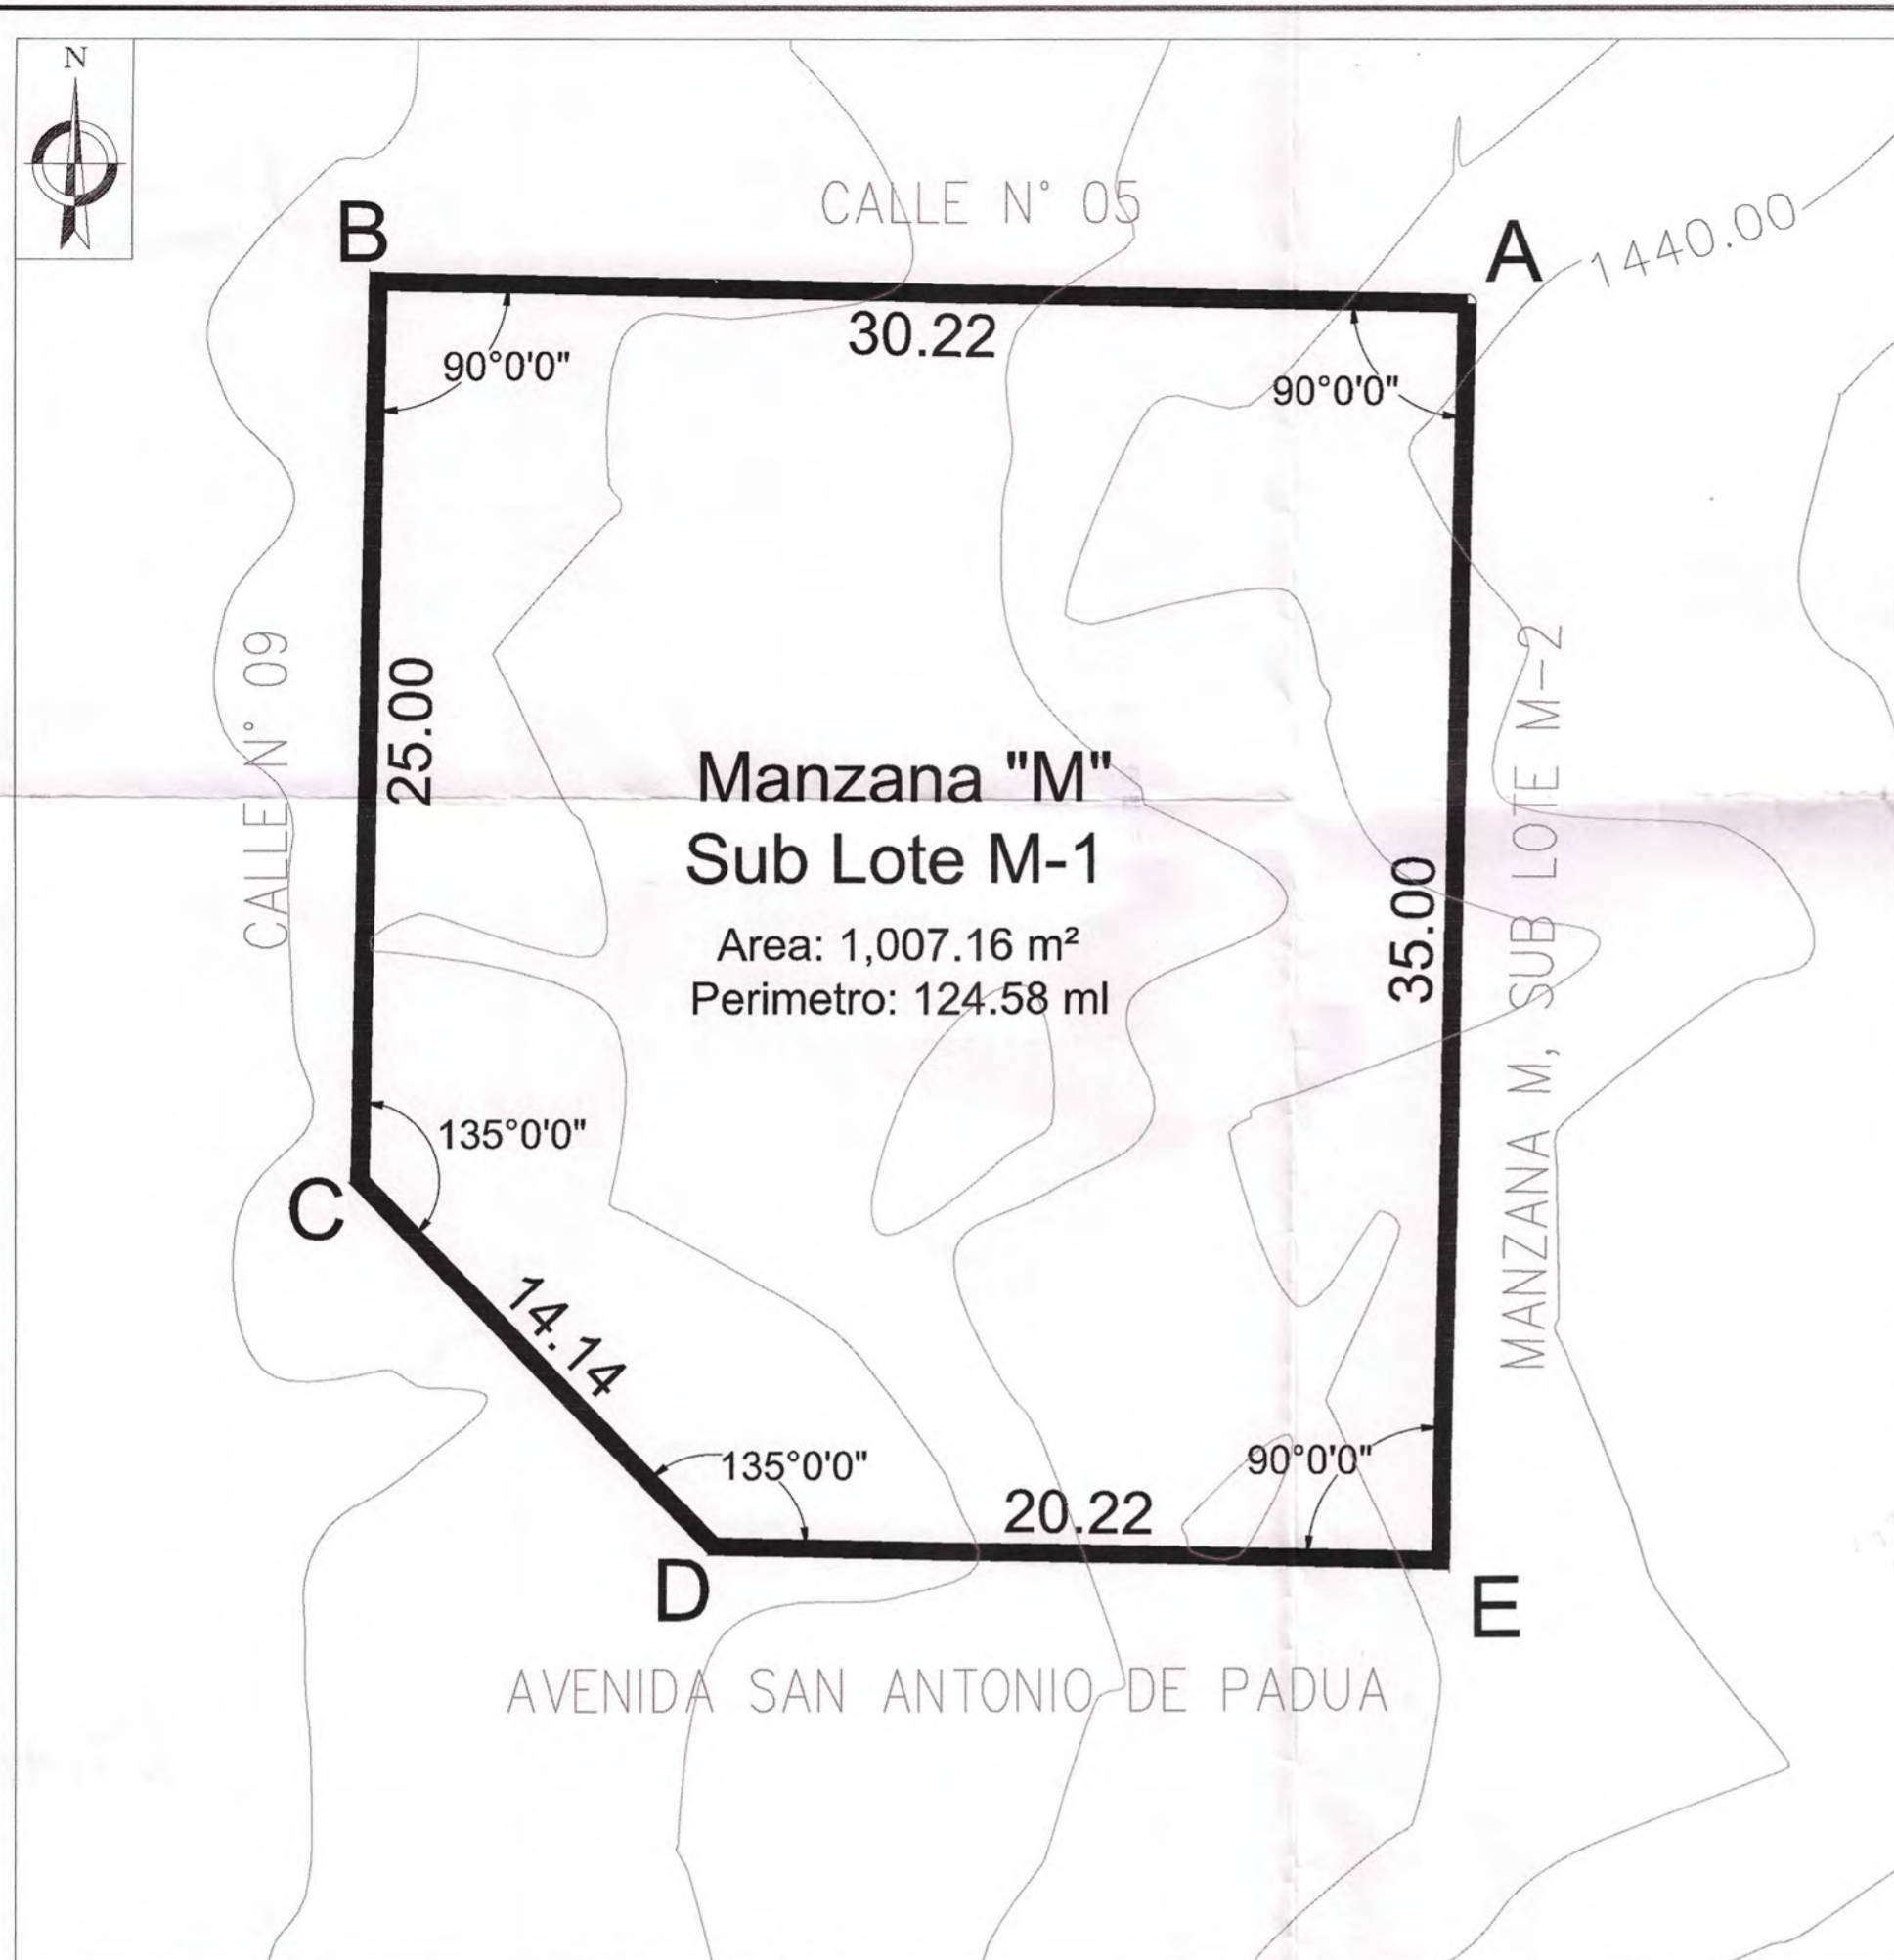 N
CALLE N° 05
B
A
1440.00
30.22
90°0'0"
90°0'0"
CALLE N° 09
25.00
Manzana "M"
Sub Lote M-1
Area: 1,007.16 m²
Perimetro: 124.58 ml
35.00
MANZANA M, SUB LOTE M-2
135°0'0"
C
14.14
135°0'0"
90°0'0"
20.22
D
E
AVENIDA SAN ANTONIO DE PADUA